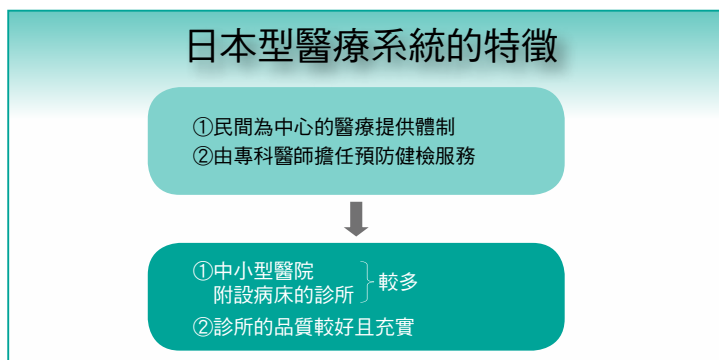 日本型醫療系統的特徵
①民間為中心的醫療提供體制
②由專科醫師擔任預防健檢服務
①中小型醫院
附設病床的診所
較多
②診所的品質較好且充實